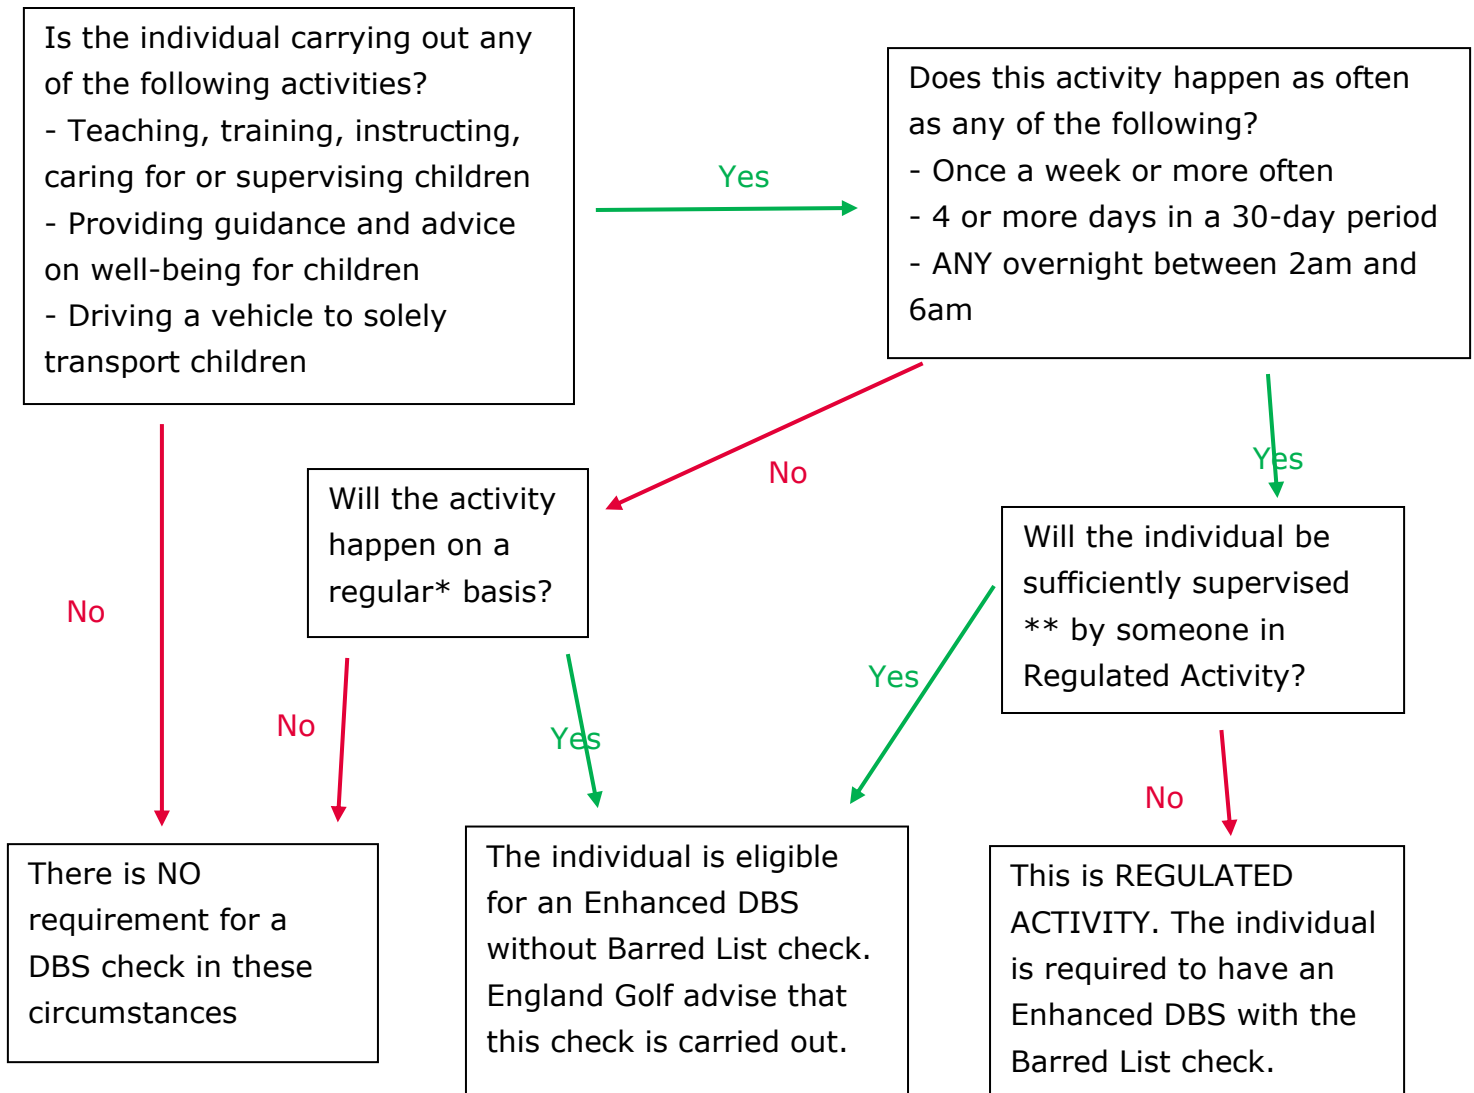 Is the individual carrying out any
of the following activities?
- Teaching, training, instructing,
caring for or supervising children
- Providing guidance and advice
on well-being for children
- Driving a vehicle to solely
transport children
Yes
Does this activity happen as often
as any of the following?
- Once a week or more often
- 4 or more days in a 30-day period
- ANY overnight between 2am and
6am
No
No
Yes
Will the activity
happen on a
regular* basis?
Will the individual be
sufficiently supervised
** by someone in
Regulated Activity?
No
Yes
Yes
No
There is NO
requirement for a
DBS check in these
circumstances
The individual is eligible
for an Enhanced DBS
without Barred List check.
England Golf advise that
this check is carried out.
This is REGULATED
ACTIVITY. The individual
is required to have an
Enhanced DBS with the
Barred List check.